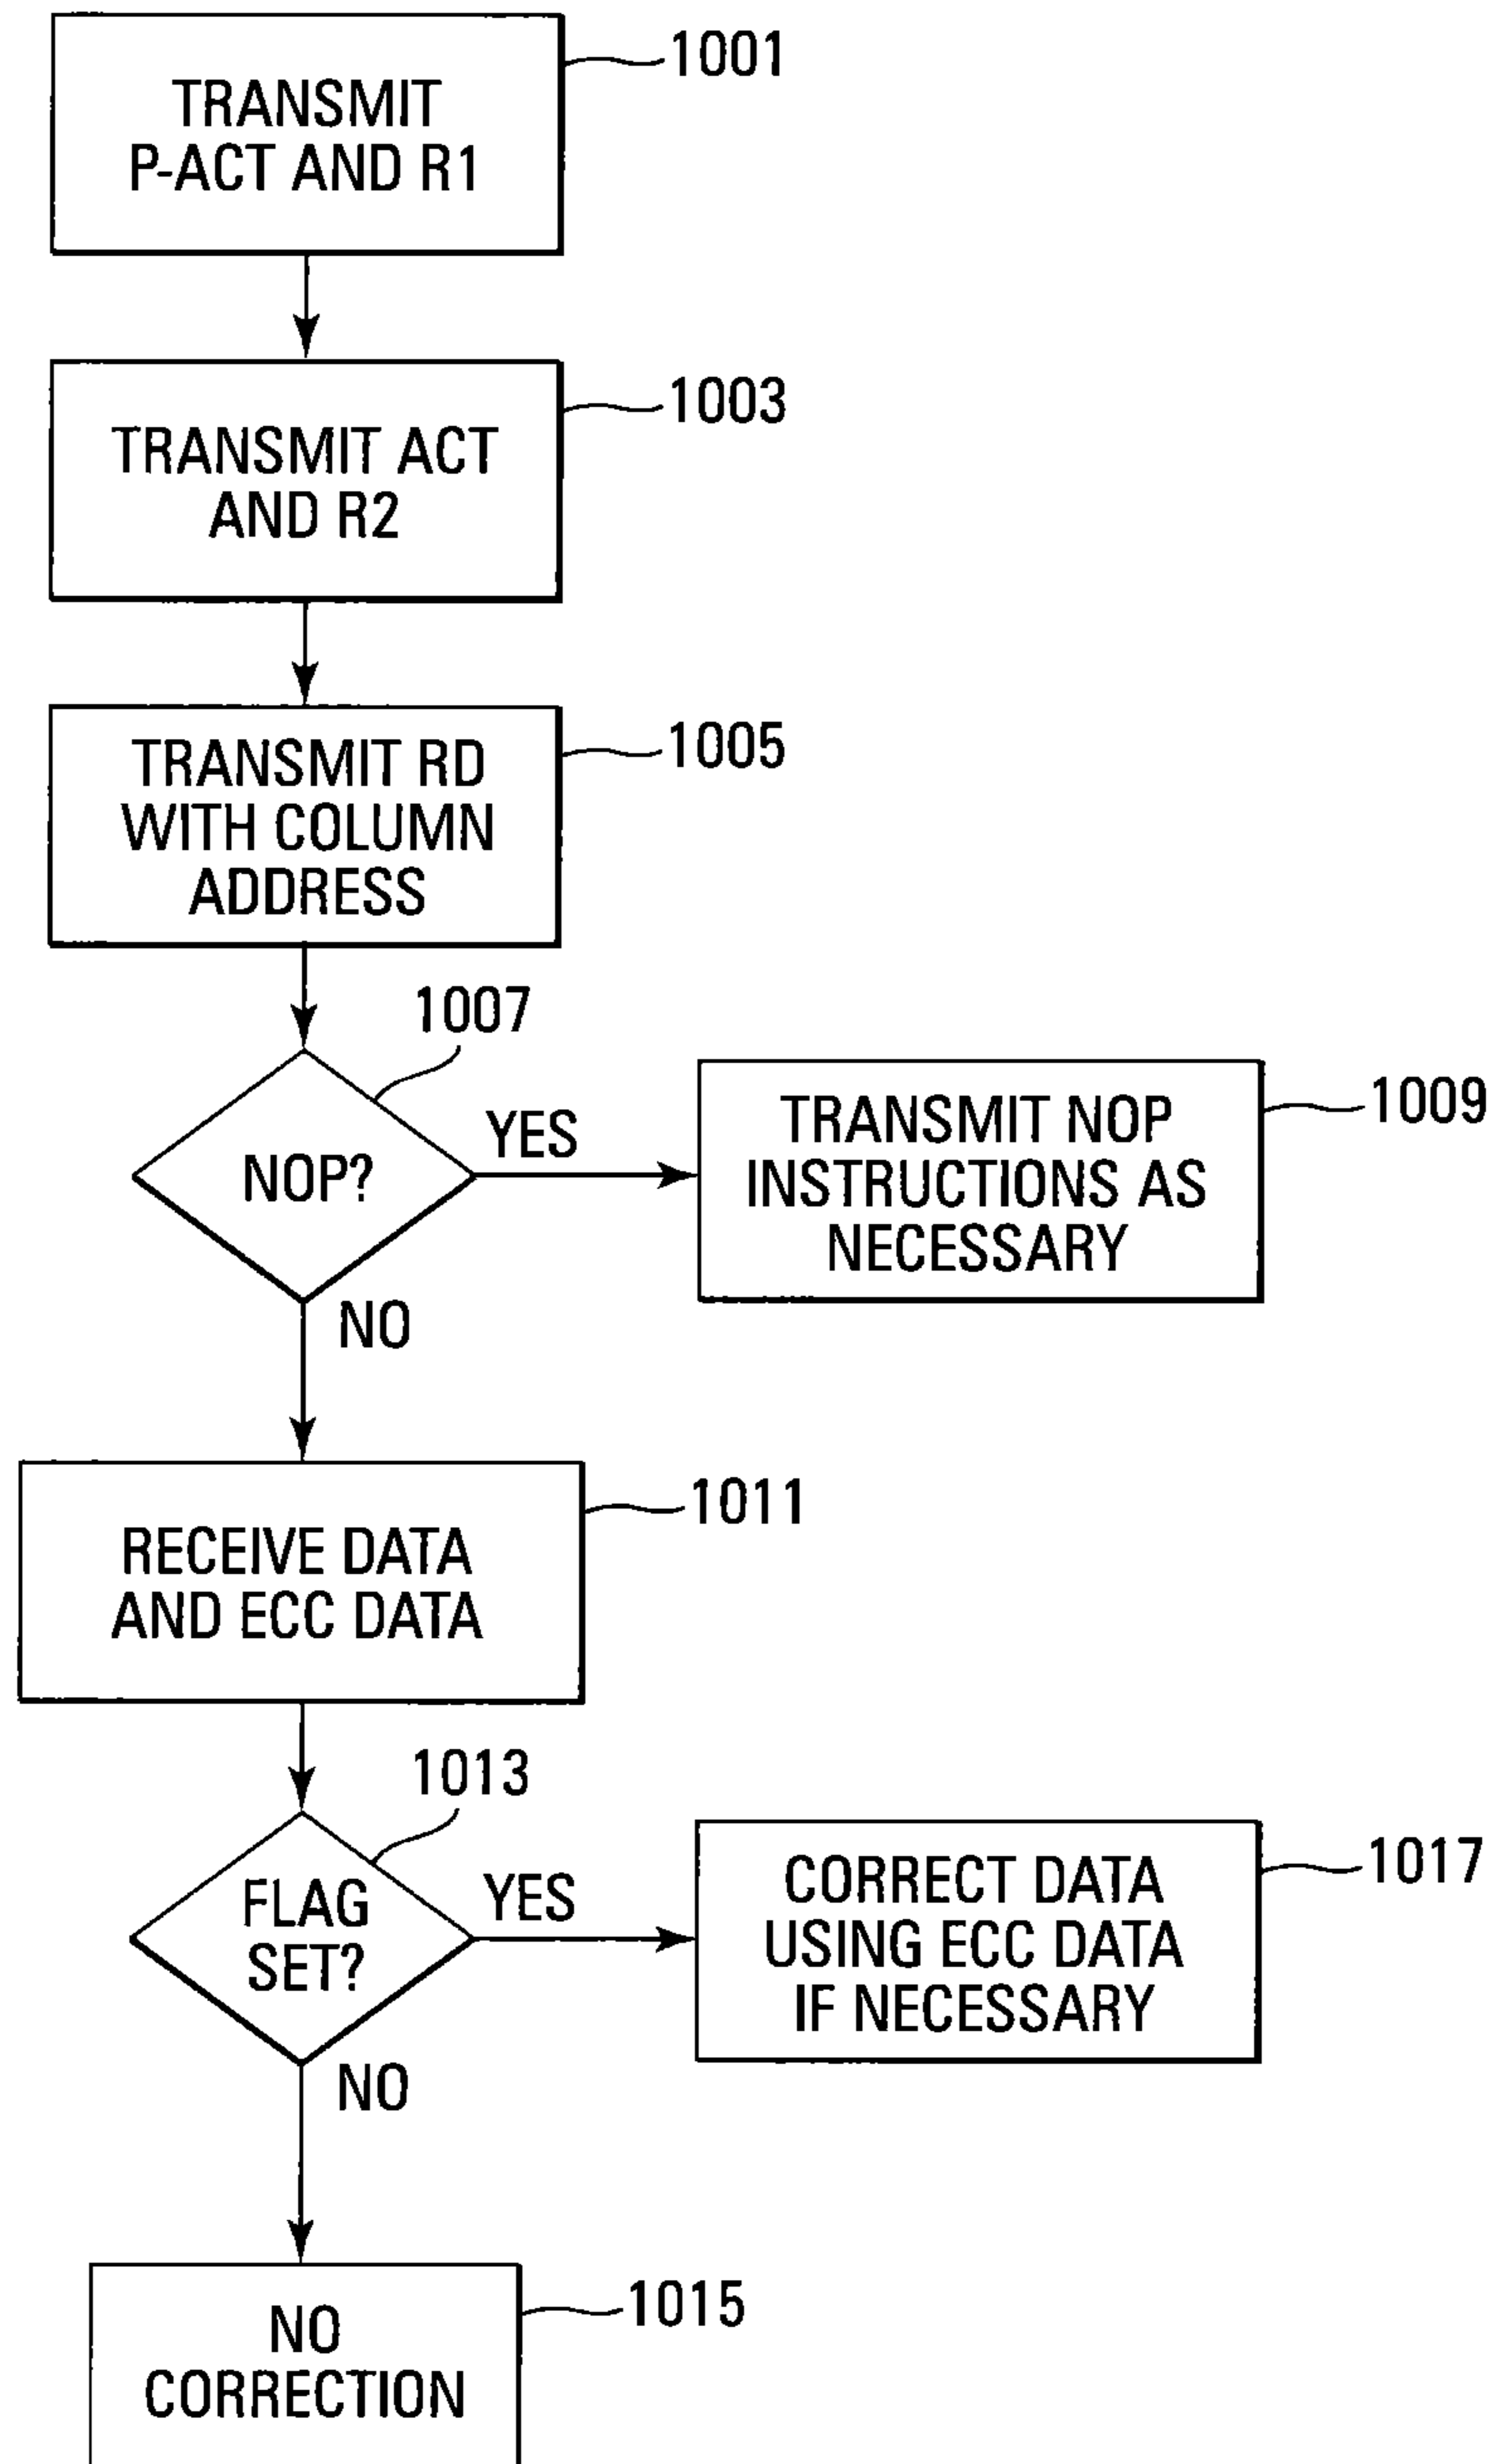 TRANSMIT
P-ACT AND R1
1001
TRANSMIT ACT
AND R2
1003
TRANSMIT RD
WITH COLUMN
ADDRESS
1005
NOP?
1007
YES
TRANSMIT NOP
INSTRUCTIONS AS
NECESSARY
1009
NO
RECEIVE DATA
AND ECC DATA
1011
FLAG
SET?
1013
YES
CORRECT DATA
USING ECC DATA
IF NECESSARY
1017
NO
NO
CORRECTION
1015